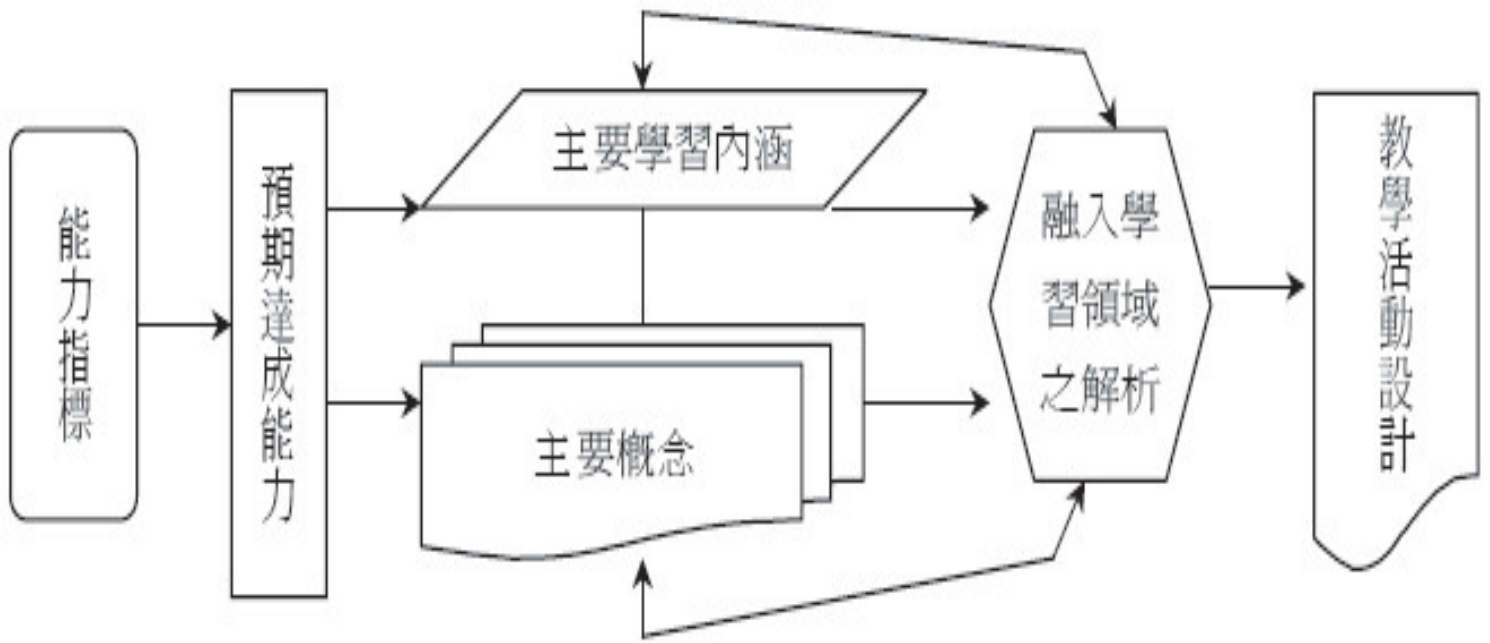 能力指標
預期達成能力
主要學習內涵
主要概念
融入學
習領域
之解析
教學活動設計